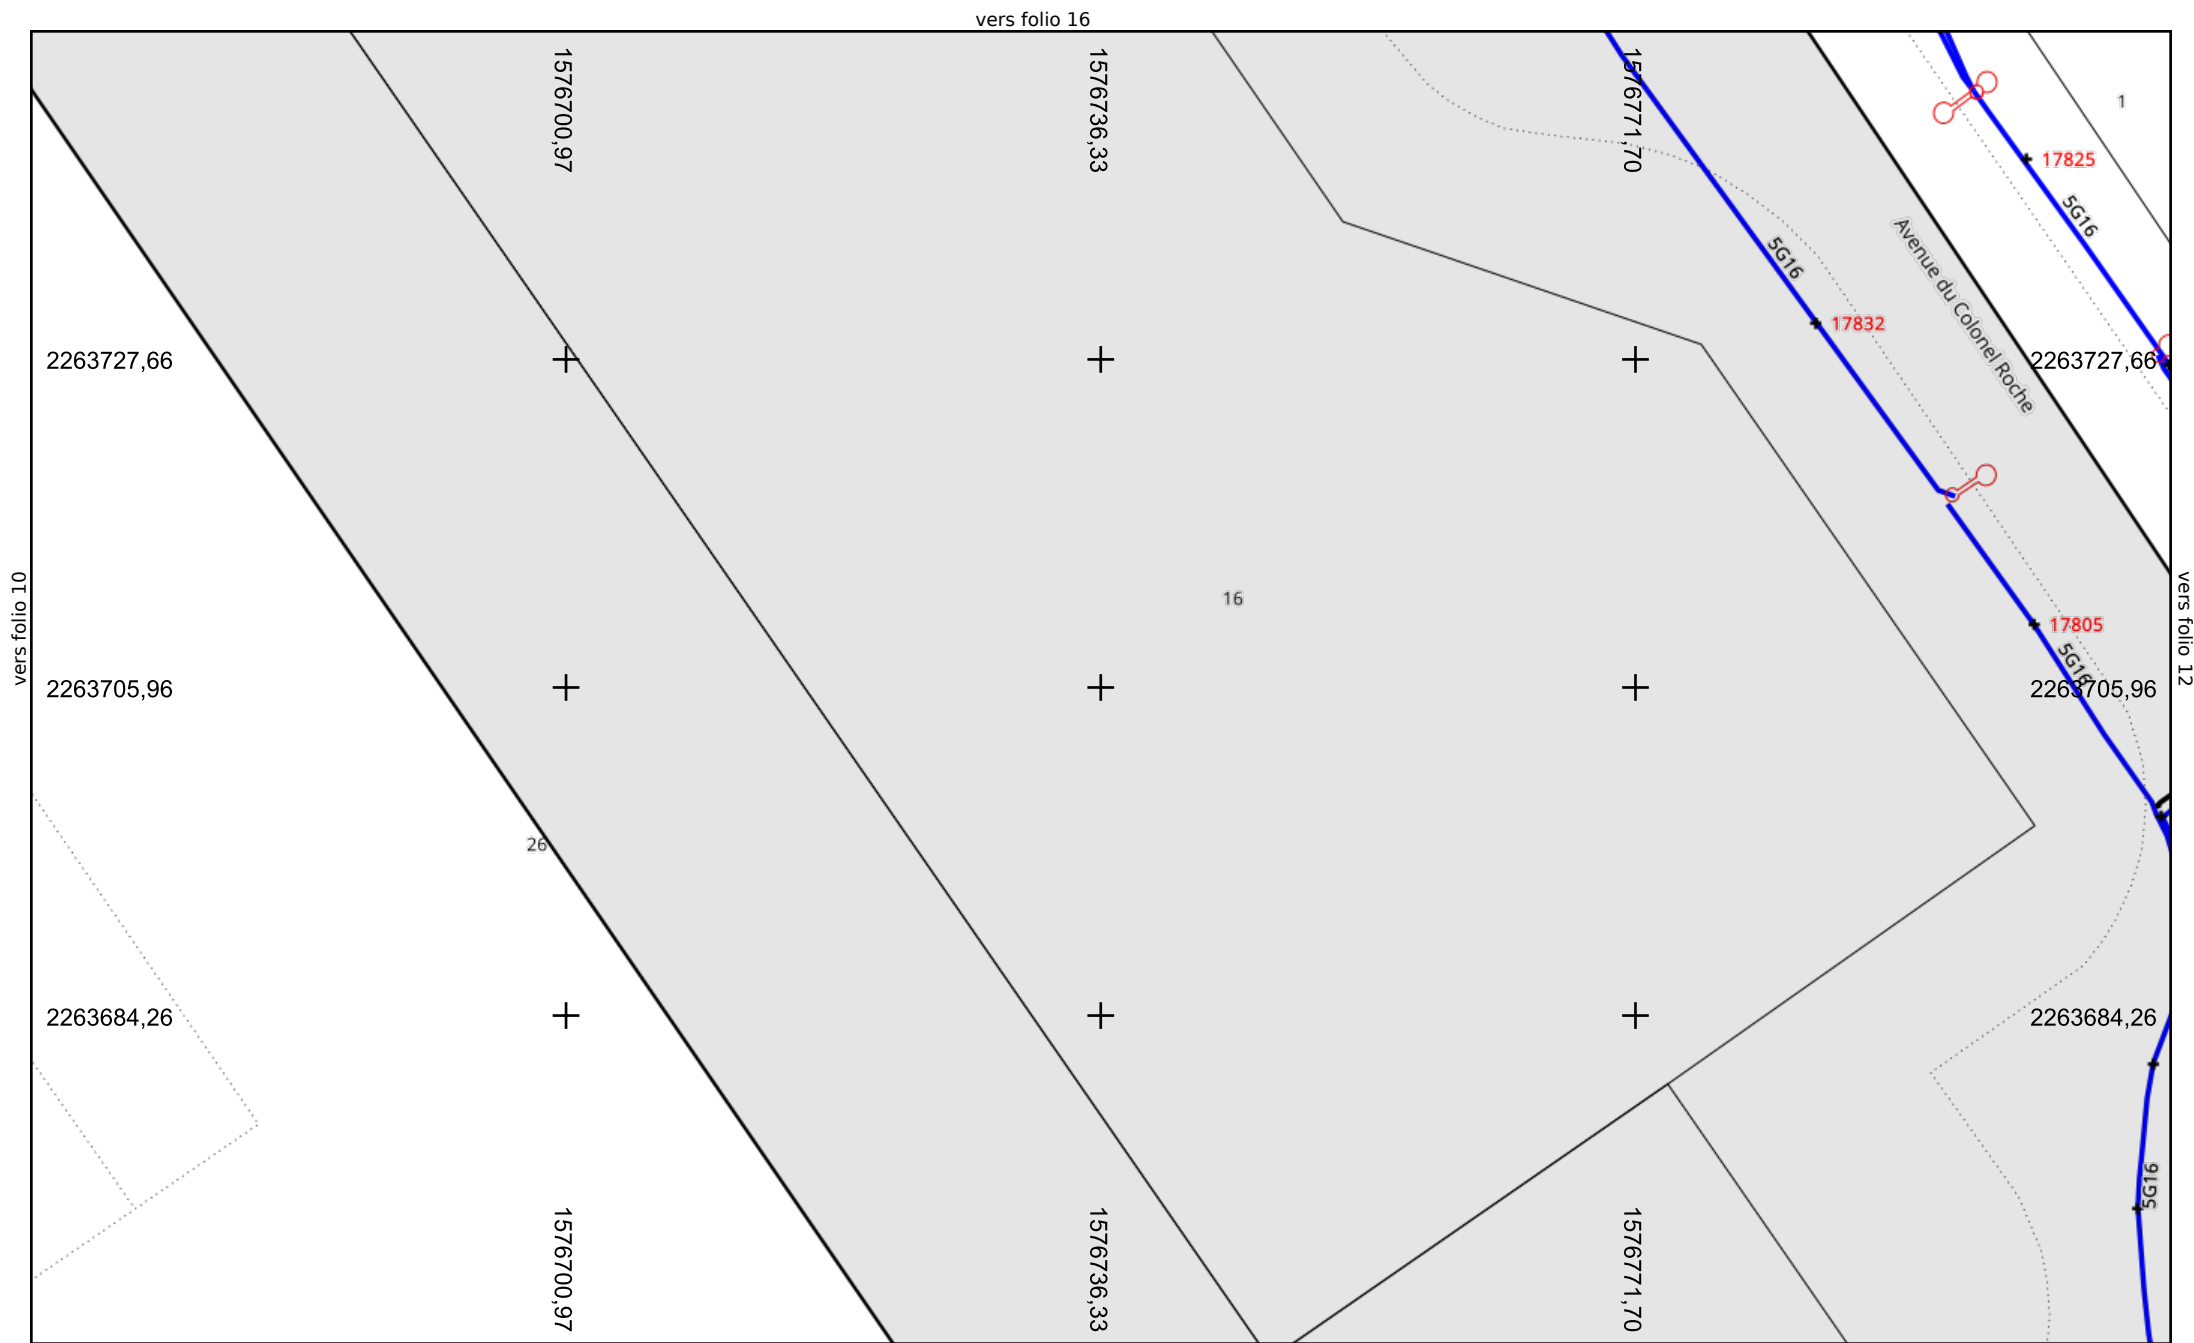 vers folio 16
1576700,97
1576736,33
1576771,70
1
17825
5G16
5G16
Avenue du Colonel Roche
17832
2263727,66
2263727,66
vers folio 10
vers folio 12
16
17805
5G16
2263705,96
2263705,96
26
2263684,26
2263684,26
5G16
1576700,97
1576736,33
1576771,70